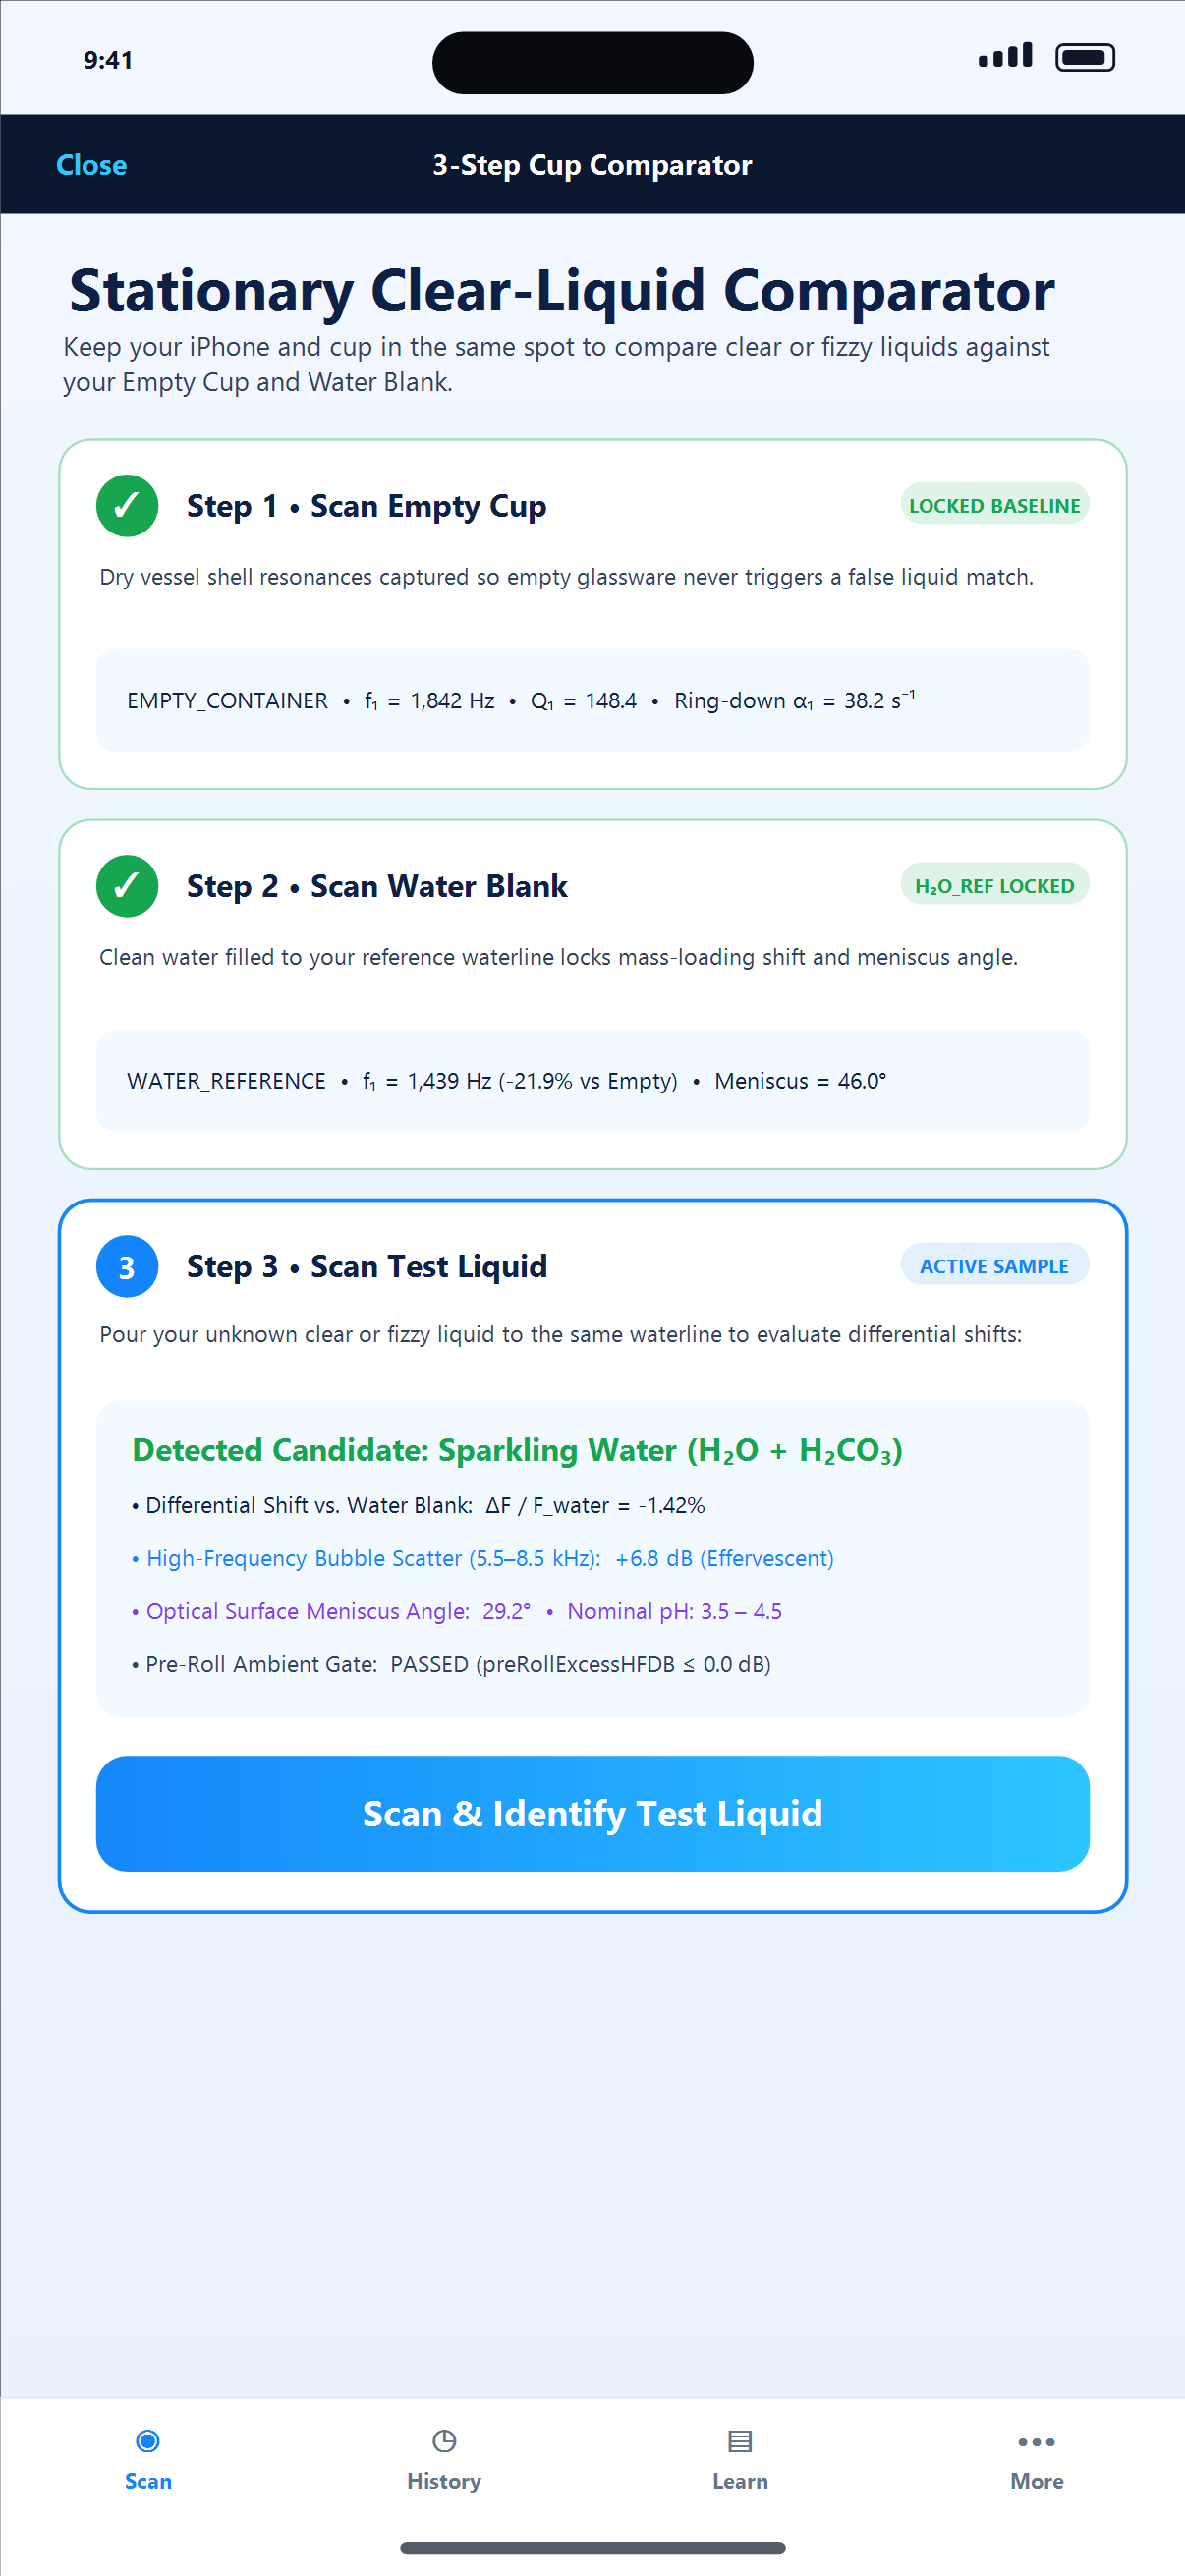 9:41
Close
3-Step Cup Comparator
Stationary Clear-Liquid Comparator
Keep your iPhone and cup in the same spot to compare clear or fizzy liquids against
your Empty Cup and Water Blank.
✓ Step 1 • Scan Empty Cup
LOCKED BASELINE
Dry vessel shell resonances captured so empty glassware never triggers a false liquid match.
EMPTY_CONTAINER • f₁ = 1,842 Hz • Q₁ = 148.4 • Ring-down α₁ = 38.2 s⁻¹
✓ Step 2 • Scan Water Blank
H₂O_REF LOCKED
Clean water filled to your reference waterline locks mass-loading shift and meniscus angle.
WATER_REFERENCE • f₁ = 1,439 Hz (-21.9% vs Empty) • Meniscus = 46.0°
3 Step 3 • Scan Test Liquid
ACTIVE SAMPLE
Pour your unknown clear or fizzy liquid to the same waterline to evaluate differential shifts:
Detected Candidate: Sparkling Water (H₂O + H₂CO₃)
• Differential Shift vs. Water Blank: ΔF / F_water = -1.42%
• High-Frequency Bubble Scatter (5.5–8.5 kHz): +6.8 dB (Effervescent)
• Optical Surface Meniscus Angle: 29.2° • Nominal pH: 3.5 – 4.5
• Pre-Roll Ambient Gate: PASSED (preRollExcessHFDB ≤ 0.0 dB)
Scan & Identify Test Liquid
Scan
History
Learn
More